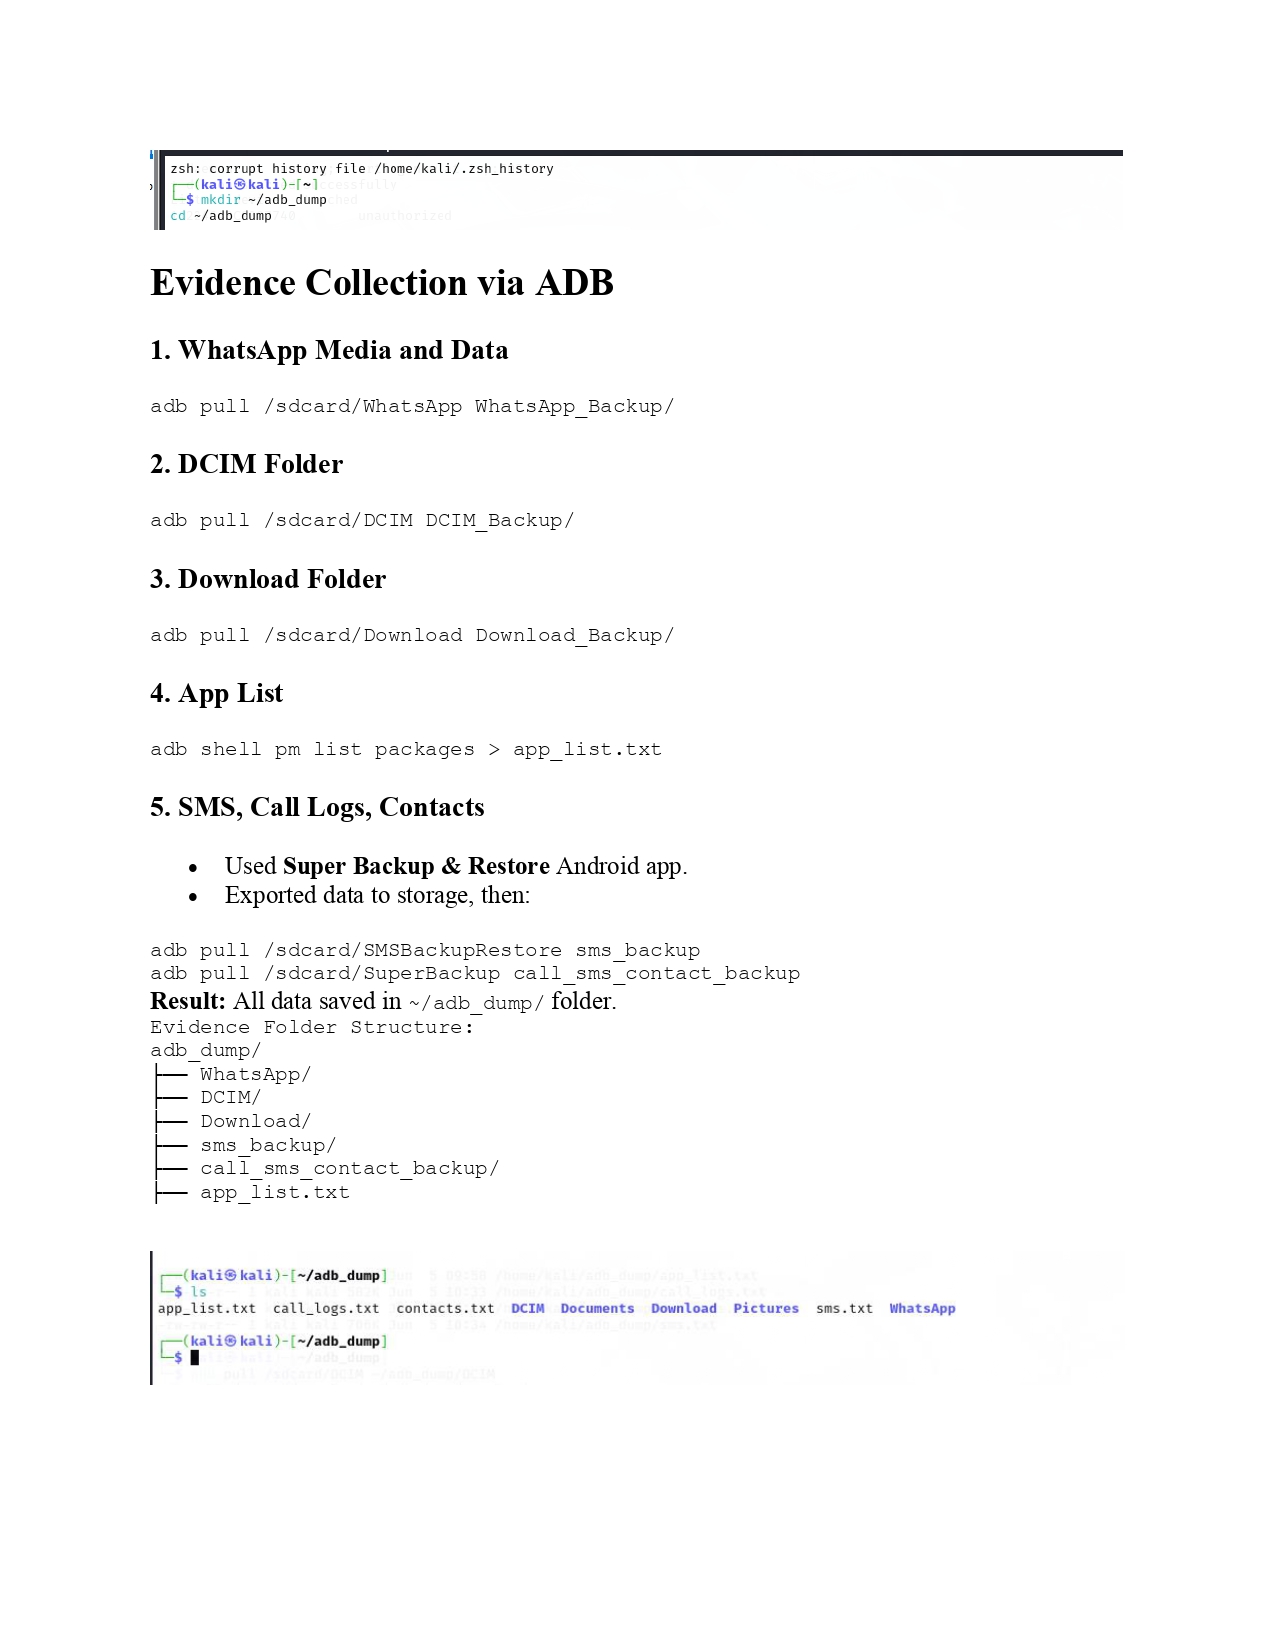 zsh: corrupt history file /home/kali/.zsh_history
┌──(kali㉿kali)-[~]
└─$ mkdir ~/adb_dump
cd ~/adb_dump
unauthorized
Evidence Collection via ADB
1. WhatsApp Media and Data
adb pull /sdcard/WhatsApp WhatsApp_Backup/
2. DCIM Folder
adb pull /sdcard/DCIM DCIM_Backup/
3. Download Folder
adb pull /sdcard/Download Download_Backup/
4. App List
adb shell pm list packages > app_list.txt
5. SMS, Call Logs, Contacts
• Used Super Backup & Restore Android app.
• Exported data to storage, then:
adb pull /sdcard/SMSBackupRestore sms_backup
adb pull /sdcard/SuperBackup call_sms_contact_backup
Result: All data saved in ~/adb_dump/ folder.
Evidence Folder Structure:
adb_dump/
├── WhatsApp/
├── DCIM/
├── Download/
├── sms_backup/
├── call_sms_contact_backup/
├── app_list.txt
┌──(kali㉿kali)-[~/adb_dump]
└─$ ls
app_list.txt call_logs.txt contacts.txt DCIM Documents Download Pictures sms.txt WhatsApp
┌──(kali㉿kali)-[~/adb_dump]
└─$